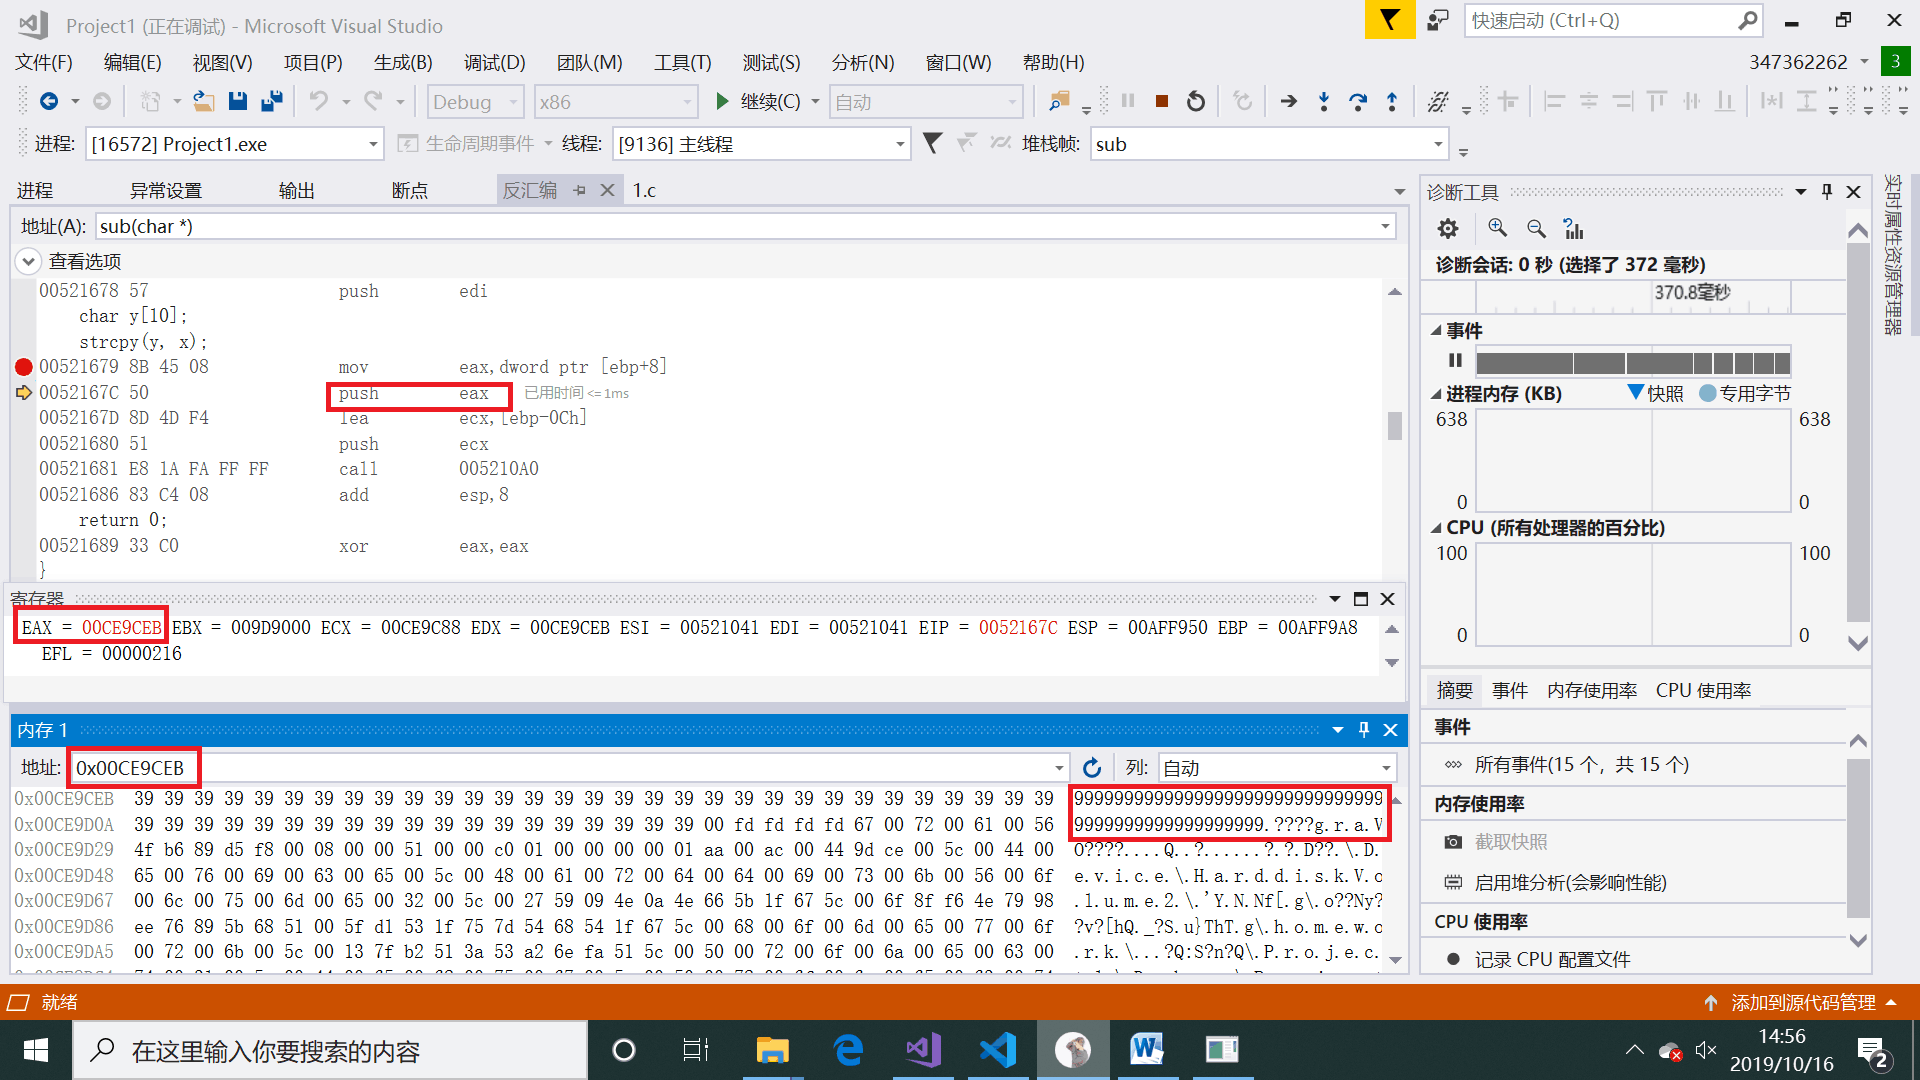 Project1 (正在调试) - Microsoft Visual Studio
快速启动 (Ctrl+Q)
文件(F) 编辑(E) 视图(V) 项目(P) 生成(B) 调试(D) 团队(M) 工具(T) 测试(S) 分析(N) 窗口(W) 帮助(H) 347362262 3
Debug x86 继续(C) 自动
进程: [16572] Project1.exe 生命周期事件 线程: [9136] 主线程 堆栈帧: sub
进程 异常设置 输出 断点 反汇编 1.c
地址(A): sub(char *)
查看选项
00521678 57 push edi
char y[10];
strcpy(y, x);
00521679 8B 45 08 mov eax,dword ptr [ebp+8]
0052167C 50 push eax 已用时间 <=1ms
0052167D 8D 4D F4 lea ecx,[ebp-0Ch]
00521680 51 push ecx
00521681 E8 1A FA FF FF call 005210A0
00521686 83 C4 08 add esp,8
return 0;
00521689 33 C0 xor eax,eax
}
寄存器
EAX = 00CE9CEB EBX = 009D9000 ECX = 00CE9C88 EDX = 00CE9CEB ESI = 00521041 EDI = 00521041 EIP = 0052167C ESP = 00AFF950 EBP = 00AFF9A8
EFL = 00000216
内存 1
地址: 0x00CE9CEB 列: 自动
0x00CE9CEB 39 39 39 39 39 39 39 39 39 39 39 39 39 39 39 39 39 39 39 39 39 39 39 39 39 39 39 39 39 39 39 9999999999999999999999999999999
0x00CE9D0A 39 39 39 39 39 39 39 39 39 39 39 39 39 39 39 39 39 39 39 00 fd fd fd fd 67 00 72 00 61 00 56 9999999999999999999.????g.r.a.V
0x00CE9D29 4f b6 89 d5 f8 00 08 00 00 51 00 00 c0 01 00 00 00 00 01 aa 00 ac 00 44 9d ce 00 5c 00 44 00 O????....Q..?......?.?.D??.\.D.
0x00CE9D48 65 00 76 00 69 00 63 00 65 00 5c 00 48 00 61 00 72 00 64 00 64 00 69 00 73 00 6b 00 56 00 6f e.v.i.c.e.\.H.a.r.d.d.i.s.k.V.o
0x00CE9D67 00 6c 00 75 00 6d 00 65 00 32 00 5c 00 27 59 09 4e 0a 4e 66 5b 1f 67 5c 00 6f 8f f6 4e 79 98 .l.u.m.e.2.\.'Y.N.Nf[.g\.o??Ny?
0x00CE9D86 ee 76 89 5b 68 51 00 5f d1 53 1f 75 7d 54 68 54 1f 67 5c 00 68 00 6f 00 6d 00 65 00 77 00 6f ?v?[hQ._?S.u}ThT.g\.h.o.m.e.w.o
0x00CE9DA5 00 72 00 6b 00 5c 00 13 7f b2 51 3a 53 a2 6e fa 51 5c 00 50 00 72 00 6f 00 6a 00 65 00 63 00 .r.k.\...?Q:S?n?Q\.P.r.o.j.e.c.
诊断工具
诊断会话: 0 秒 (选择了 372 毫秒)
370.8毫秒
事件
进程内存 (KB) 快照 专用字节
638 638
0 0
CPU (所有处理器的百分比)
100 100
0 0
摘要 事件 内存使用率 CPU 使用率
事件
所有事件(15 个，共 15 个)
内存使用率
截取快照
启用堆分析(会影响性能)
CPU 使用率
记录 CPU 配置文件
实时属性资源管理器
就绪 添加到源代码管理
在这里输入你要搜索的内容
14:56
2019/10/16
2